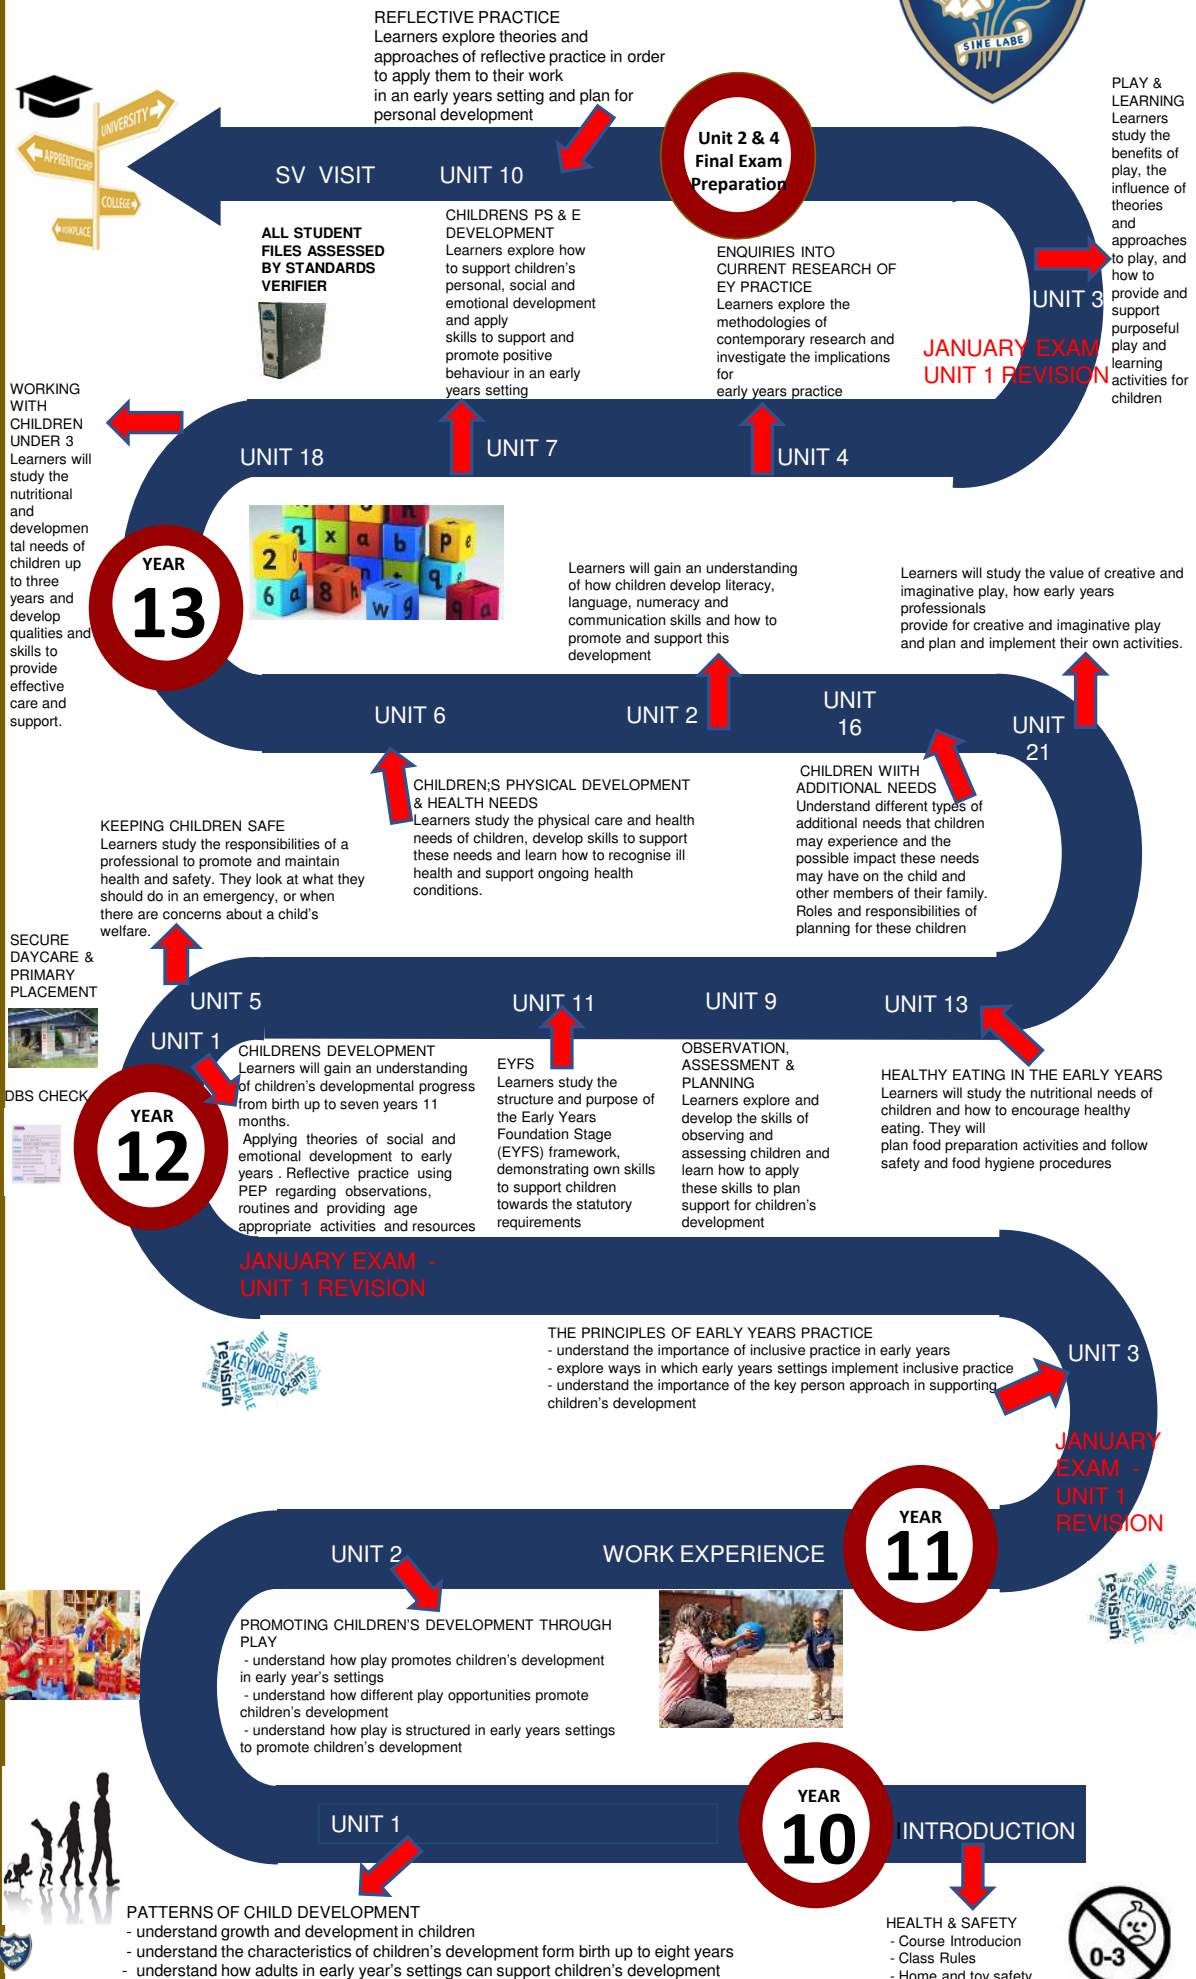 REFLECTIVE PRACTICE
Learners explore theories and
approaches of reflective practice in order
to apply them to their work
in an early years setting and plan for
personal development
SINE LABE
UNIVERSITY
APPRENTICESHIP
COLLEGE
WORKPLACE
SV VISIT
UNIT 10
Unit 2 & 4
Final Exam
Preparation
PLAY &
LEARNING
Learners
study the
benefits of
play, the
influence of
theories
and
approaches
to play, and
how to
provide and
support
purposeful
play and
learning
activities for
children
ALL STUDENT
FILES ASSESSED
BY STANDARDS
VERIFIER
CHILDRENS PS & E
DEVELOPMENT
Learners explore how
to support children's
personal, social and
emotional development
and apply
skills to support and
promote positive
behaviour in an early
years setting
ENQUIRIES INTO
CURRENT RESEARCH OF
EY PRACTICE
Learners explore the
methodologies of
contemporary research and
investigate the implications
for
early years practice
UNIT 3
JANUARY EXAM -
UNIT 1 REVISION
WORKING
WITH
CHILDREN
UNDER 3
Learners will
study the
nutritional
and
developmen
tal needs of
children up
to three
years and
develop
qualities and
skills to
provide
effective
care and
support.
UNIT 18
UNIT 7
UNIT 4
YEAR
13
Learners will gain an understanding
of how children develop literacy,
language, numeracy and
communication skills and how to
promote and support this
development
Learners will study the value of creative and
imaginative play, how early years
professionals
provide for creative and imaginative play
and plan and implement their own activities.
UNIT 6
UNIT 2
UNIT
16
UNIT
21
CHILDREN;S PHYSICAL DEVELOPMENT
& HEALTH NEEDS
Learners study the physical care and health
needs of children, develop skills to support
these needs and learn how to recognise ill
health and support ongoing health
conditions.
CHILDREN WIITH
ADDITIONAL NEEDS
Understand different types of
additional needs that children
may experience and the
possible impact these needs
may have on the child and
other members of their family.
Roles and responsibilities of
planning for these children
KEEPING CHILDREN SAFE
Learners study the responsibilities of a
professional to promote and maintain
health and safety. They look at what they
should do in an emergency, or when
there are concerns about a child's
welfare.
SECURE
DAYCARE &
PRIMARY
PLACEMENT
DBS CHECK
UNIT 5
UNIT 1
UNIT 11
UNIT 9
UNIT 13
YEAR
12
CHILDRENS DEVELOPMENT
Learners will gain an understanding
of children's developmental progress
from birth up to seven years 11
months.
Applying theories of social and
emotional development to early
years . Reflective practice using
PEP regarding observations,
routines and providing age
appropriate activities and resources
EYFS
Learners study the
structure and purpose of
the Early Years
Foundation Stage
(EYFS) framework,
demonstrating own skills
to support children
towards the statutory
requirements
OBSERVATION,
ASSESSMENT &
PLANNING
Learners explore and
develop the skills of
observing and
assessing children and
learn how to apply
these skills to plan
support for children's
development
HEALTHY EATING IN THE EARLY YEARS
Learners will study the nutritional needs of
children and how to encourage healthy
eating. They will
plan food preparation activities and follow
safety and food hygiene procedures
JANUARY EXAM -
UNIT 1 REVISION
THE PRINCIPLES OF EARLY YEARS PRACTICE
- understand the importance of inclusive practice in early years
- explore ways in which early years settings implement inclusive practice
- understand the importance of the key person approach in supporting
children's development
UNIT 3
JANUARY
EXAM -
UNIT 1
REVISION
revision
KEYWORDS
POINT
EXPLAIN
EXAMPLE
exam
QUESTION
UNIT 2
WORK EXPERIENCE
YEAR
11
revision
KEYWORDS
POINT
EXPLAIN
EXAMPLE
exam
PROMOTING CHILDREN'S DEVELOPMENT THROUGH
PLAY
- understand how play promotes children's development
in early year's settings
- understand how different play opportunities promote
children's development
- understand how play is structured in early years settings
to promote children's development
UNIT 1
YEAR
10
IINTRODUCTION
PATTERNS OF CHILD DEVELOPMENT
- understand growth and development in children
- understand the characteristics of children's development form birth up to eight years
- understand how adults in early year's settings can support children's development
HEALTH & SAFETY
- Course Introducion
- Class Rules
- Home and toy safety
0-3